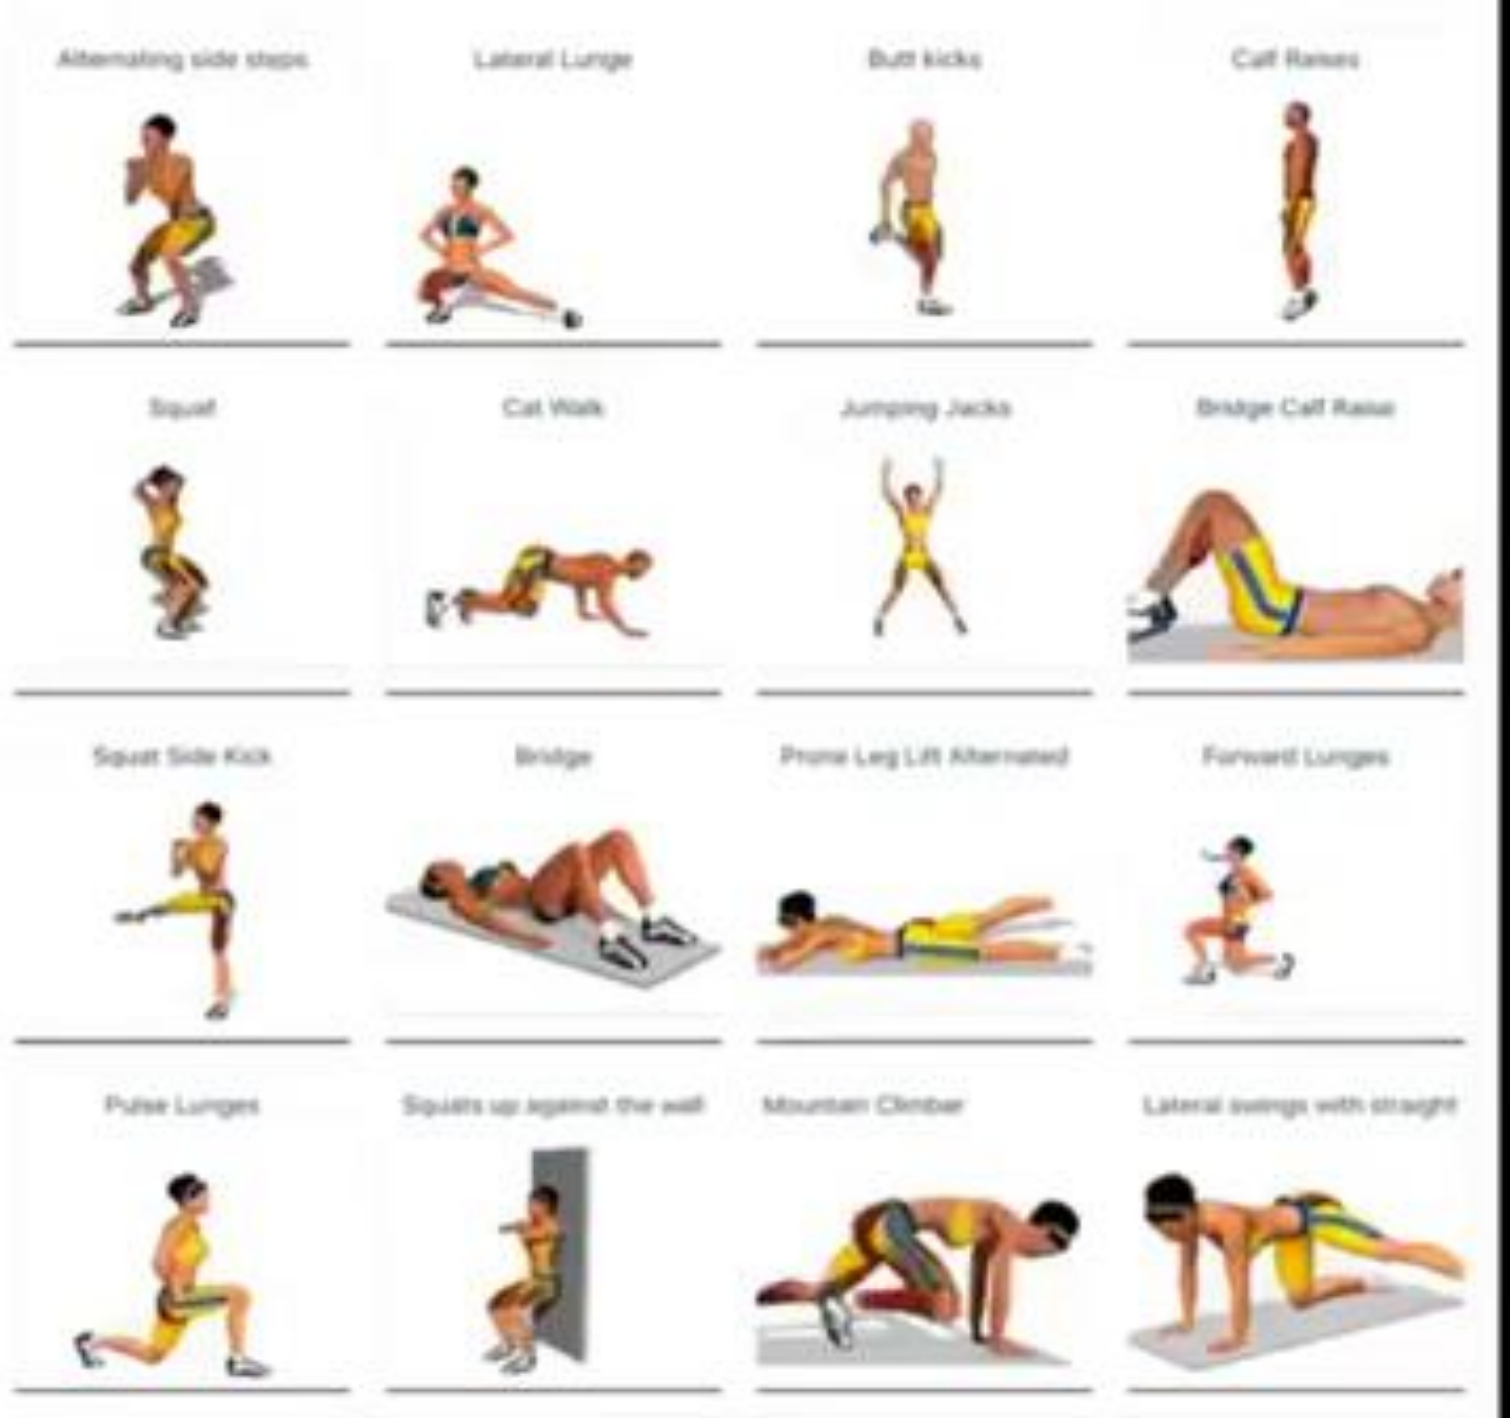 Alternating side steps
Lateral Lunge
Butt kicks
Calf Raises
Squat
Cat Walk
Jumping Jacks
Bridge Calf Raise
Squat Side Kick
Bridge
Prone Leg Lift Alternated
Forward Lunges
Pulse Lunges
Squats up against the wall
Mountain Climber
Lateral swings with straight